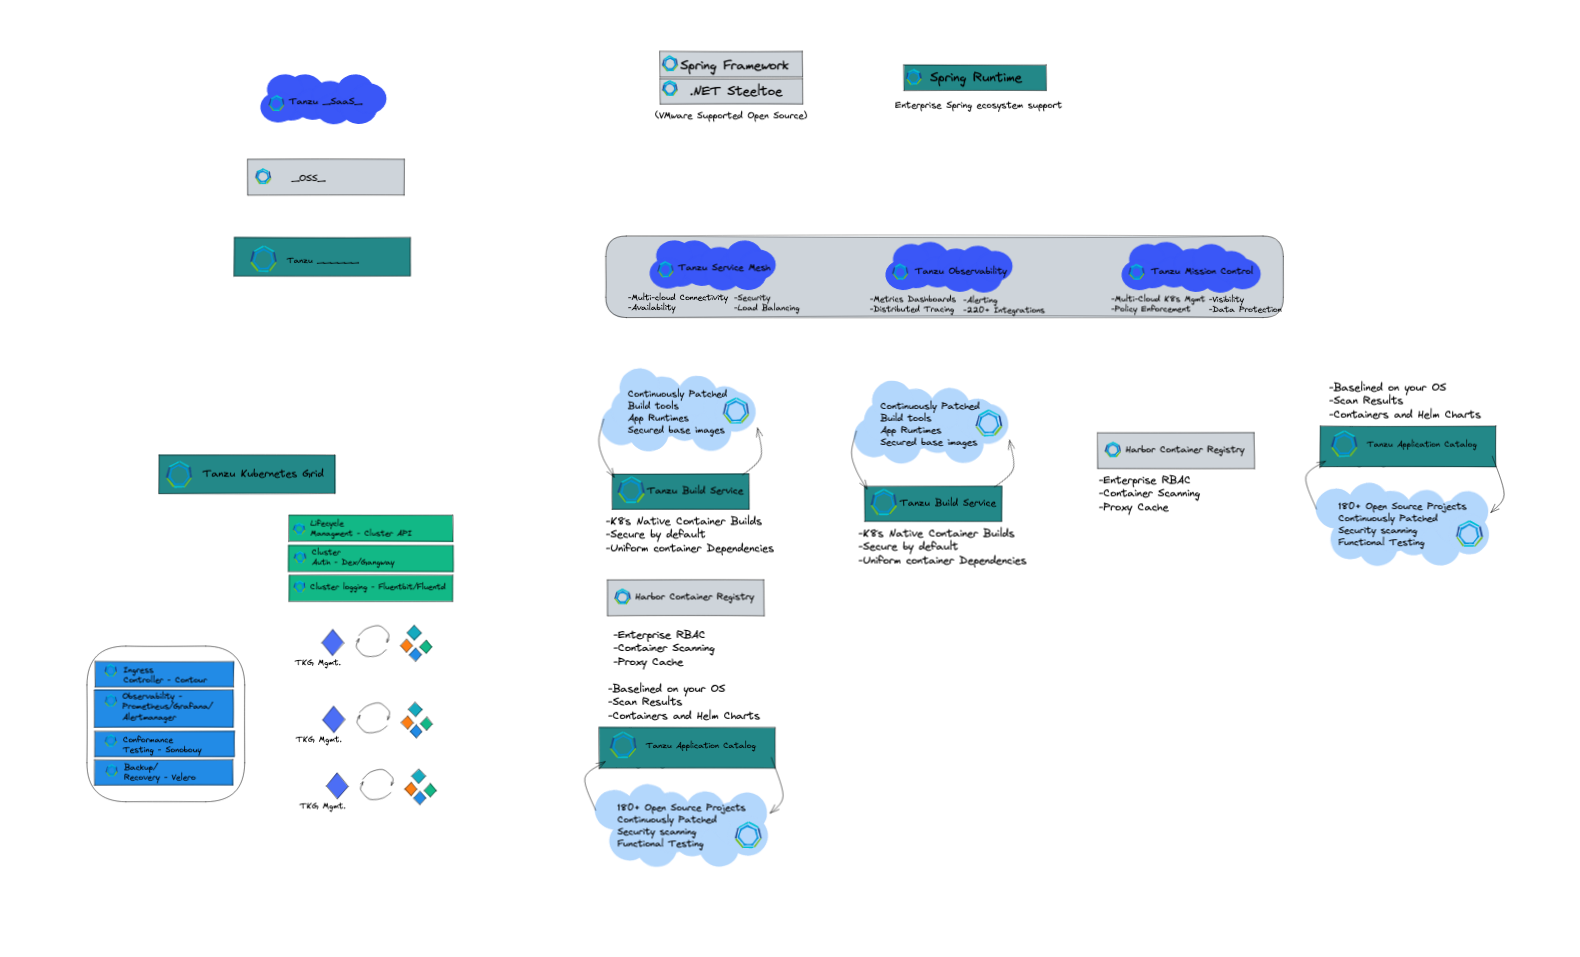 Tanzu __SaaS__
__OSS__
Tanzu ________
Spring Framework
.NET Steeltoe
(VMware Supported Open Source)
Spring Runtime
Enterprise Spring ecosystem support
Tanzu Service Mesh
-Multi-cloud Connectivity -Security
-Availability -Load Balancing
Tanzu Observability
-Metrics Dashboards -Alerting
-Distributed Tracing -220+ Integrations
Tanzu Mission Control
-Multi-Cloud K8s Mgmt -Visibility
-Policy Enforcement -Data Protection
Tanzu Kubernetes Grid
Lifecycle
Managment - Cluster API
Cluster
Auth - Dex/Gangway
Cluster logging - Fluentbit/Fluentd
TKG Mgmt.
TKG Mgmt.
TKG Mgmt.
Ingress
Controller - Contour
Observability -
Prometheus/Grafana/
Alertmanager
Conformance
Testing - Sonobouy
Backup/
Recovery - Velero
Continuously Patched
Build tools
App Runtimes
Secured base images
Tanzu Build Service
-K8s Native Container Builds
-Secure by default
-Uniform container Dependencies
Harbor Container Registry
-Enterprise RBAC
-Container Scanning
-Proxy Cache
-Baselined on your OS
-Scan Results
-Containers and Helm Charts
Tanzu Application Catalog
180+ Open Source Projects
Continuously Patched
Security scanning
Functional Testing
Continuously Patched
Build tools
App Runtimes
Secured base images
Tanzu Build Service
-K8s Native Container Builds
-Secure by default
-Uniform container Dependencies
Harbor Container Registry
-Enterprise RBAC
-Container Scanning
-Proxy Cache
-Baselined on your OS
-Scan Results
-Containers and Helm Charts
Tanzu Application Catalog
180+ Open Source Projects
Continuously Patched
Security scanning
Functional Testing